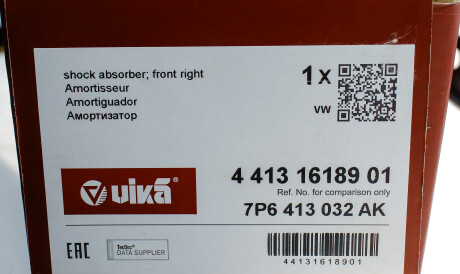 shock absorber; front right
Amortisseur
Amortiguador
Амортизатор
1 X
VW
vika®
4 413 16189 01
Ref. No. for comparison only
7P6 413 032 AK
EAC
TecDoc
DATA SUPPLIER
44131618901